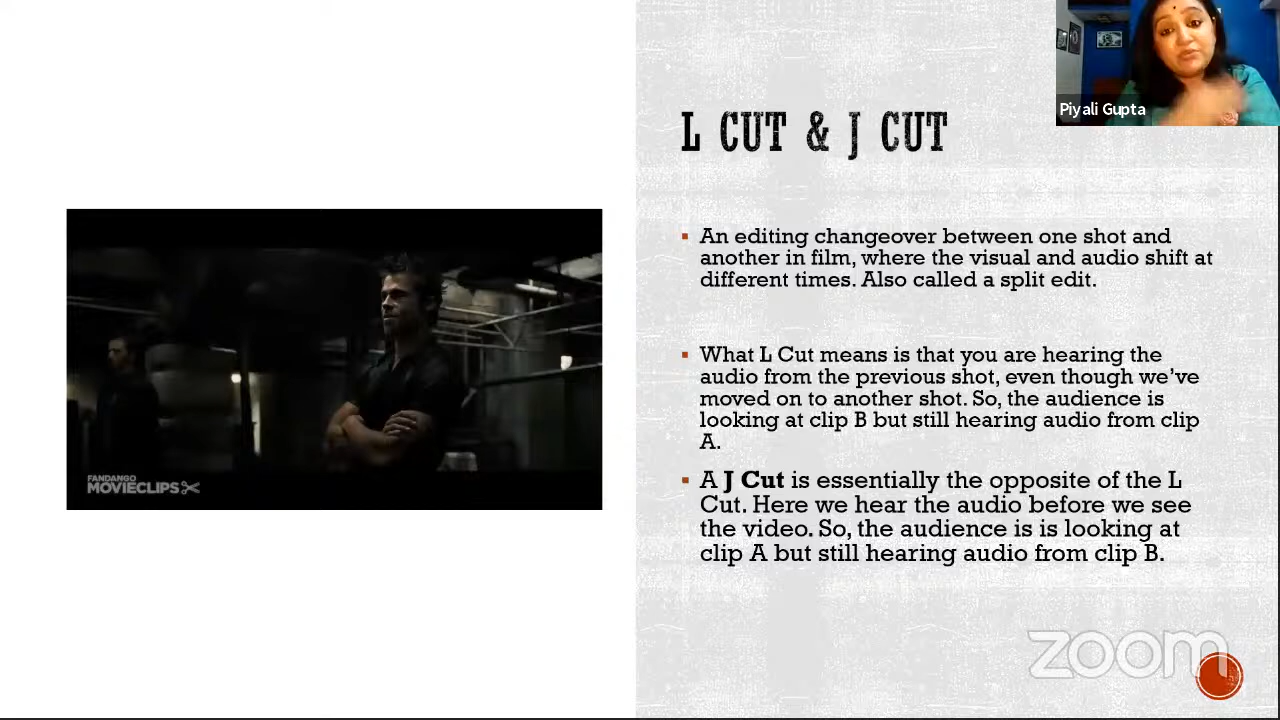 Piyali Gupta
L CUT & J CUT
An editing changeover between one shot and
another in film, where the visual and audio shift at
different times. Also called a split edit.
What L Cut means is that you are hearing the
audio from the previous shot, even though we've
moved on to another shot. So, the audience is
looking at clip B but still hearing audio from clip
A.
A J Cut is essentially the opposite of the L
Cut. Here we hear the audio before we see
the video. So, the audience is is looking at
clip A but still hearing audio from clip B.
FANDANGO
MOVIECLIPS
zoom